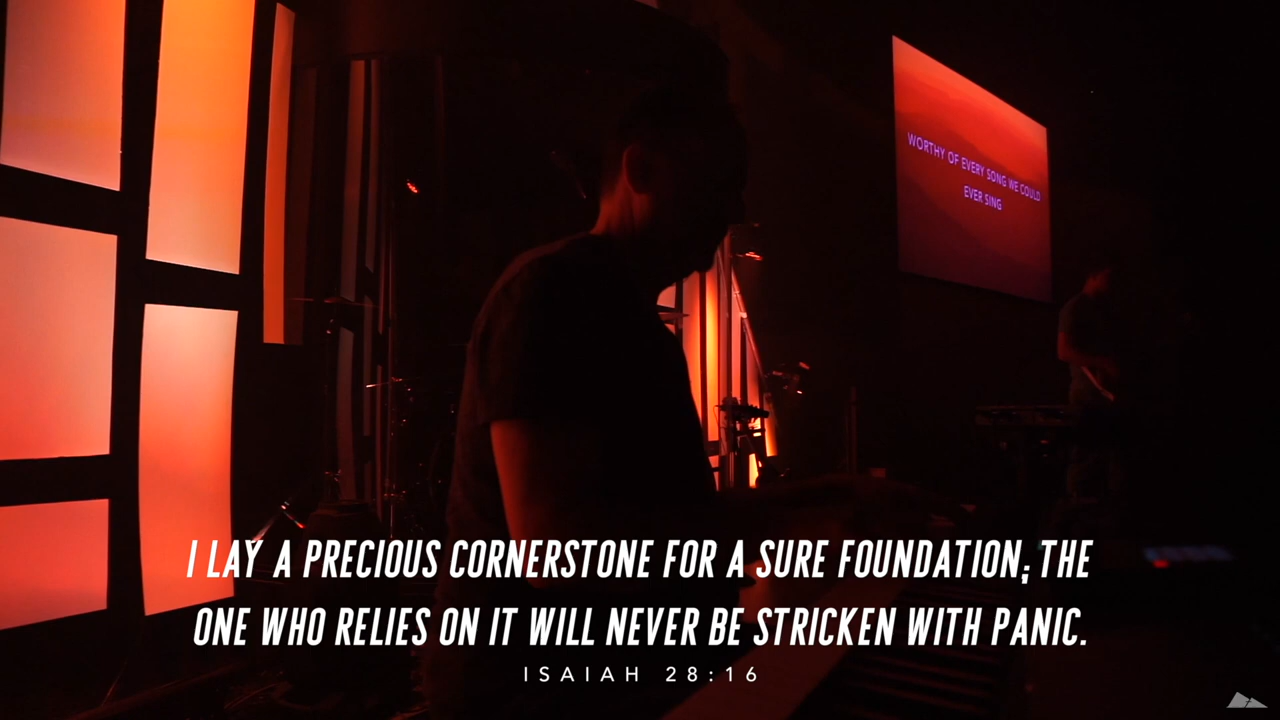 WORTHY OF EVERY SONG WE COULD
EVER SING
I LAY A PRECIOUS CORNERSTONE FOR A SURE FOUNDATION; THE
ONE WHO RELIES ON IT WILL NEVER BE STRICKEN WITH PANIC.
ISAIAH 28:16